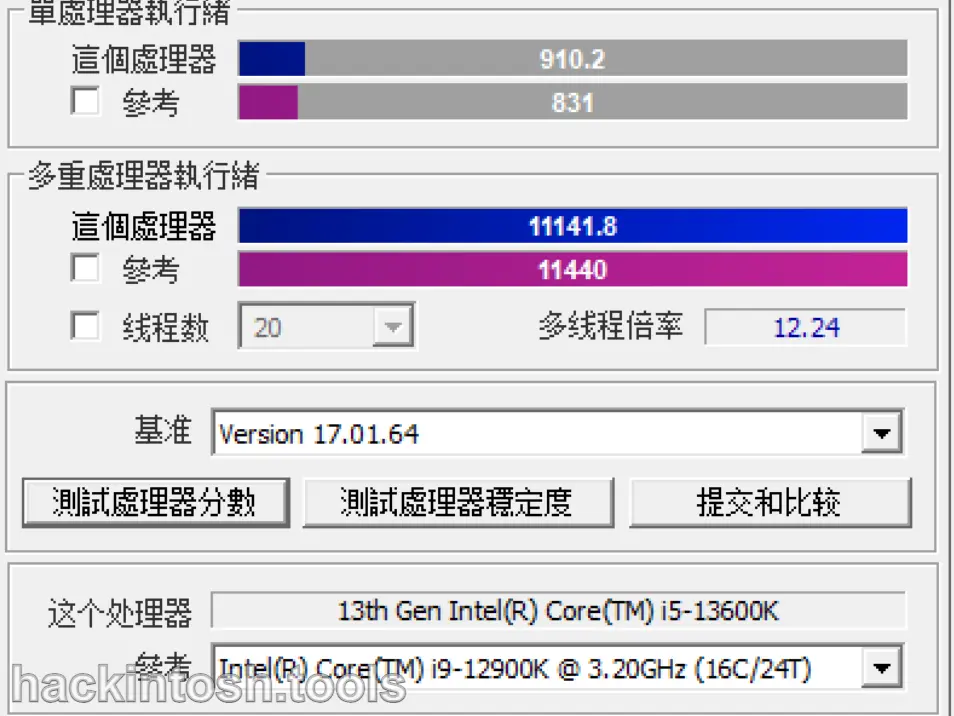 單處理器執行緒
這個處理器 910.2
參考 831
多重處理器執行緒
這個處理器 11141.8
參考 11440
线程数 20 多线程倍率 12.24
基准 Version 17.01.64
測試處理器分數 測試處理器穩定度 提交和比较
这个处理器 13th Gen Intel(R) Core(TM) i5-13600K
參考 Intel(R) Core(TM) i9-12900K @ 3.20GHz (16C/24T)
hackintosh.tools